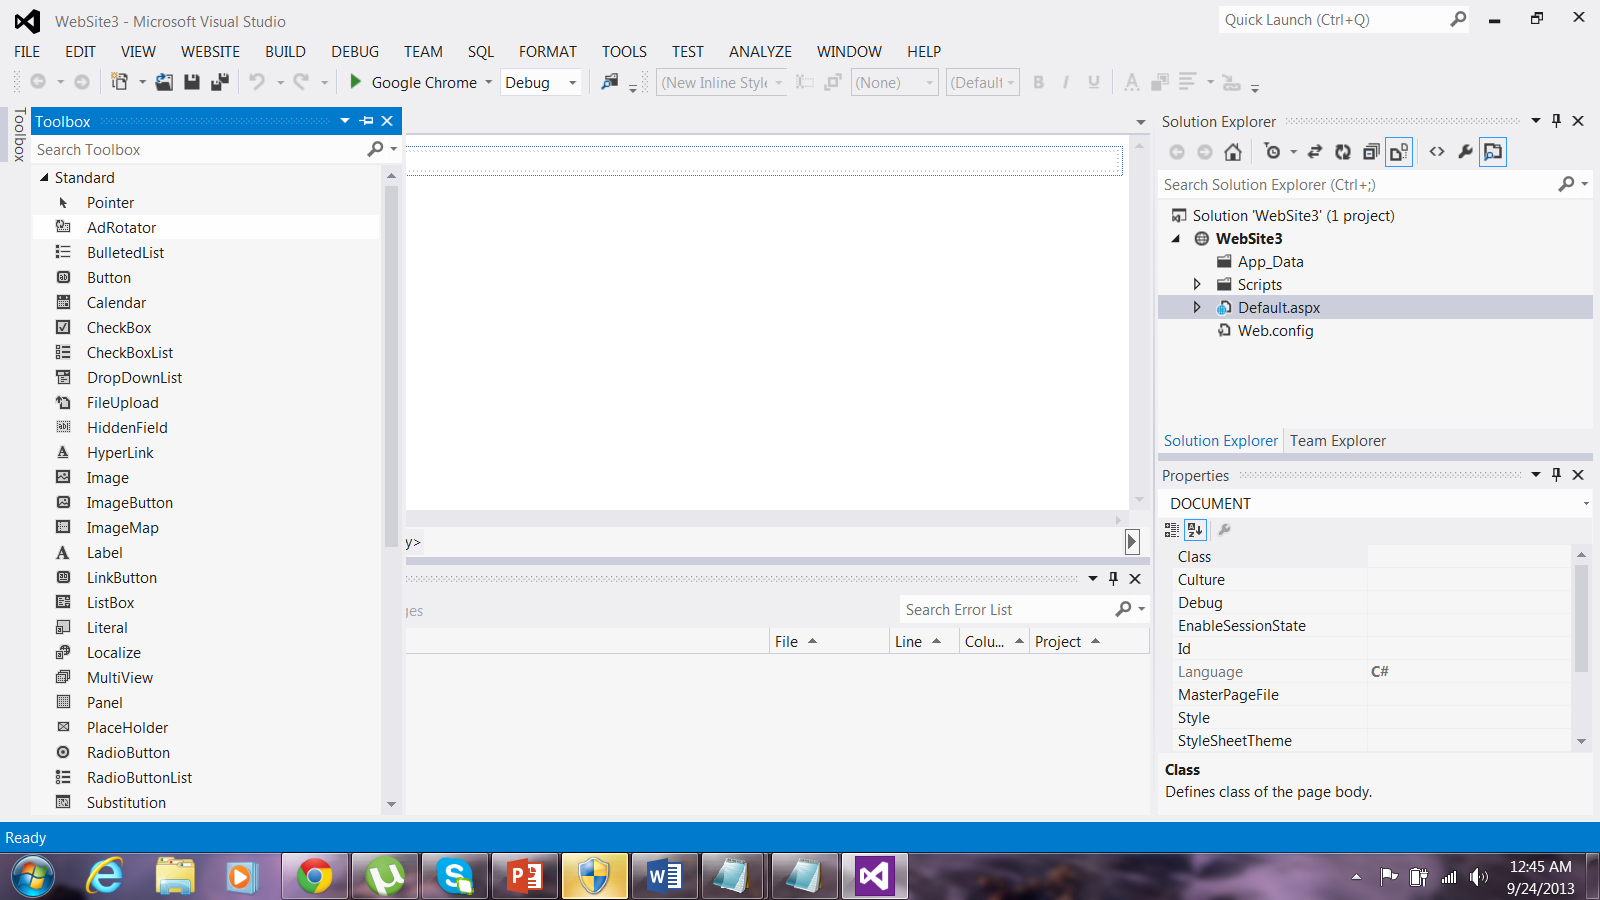 WebSite3 - Microsoft Visual Studio
Quick Launch (Ctrl+Q)
FILE EDIT VIEW WEBSITE BUILD DEBUG TEAM SQL FORMAT TOOLS TEST ANALYZE WINDOW HELP
Google Chrome Debug (New Inline Style (None) (Default B I U A
Toolbox
Toolbox
Search Toolbox
Standard
Pointer
AdRotator
BulletedList
Button
Calendar
CheckBox
CheckBoxList
DropDownList
FileUpload
HiddenField
HyperLink
Image
ImageButton
ImageMap
Label
LinkButton
ListBox
Literal
Localize
MultiView
Panel
PlaceHolder
RadioButton
RadioButtonList
Substitution
y>
ges
Search Error List
File Line Colu... Project
Solution Explorer
Search Solution Explorer (Ctrl+;)
Solution 'WebSite3' (1 project)
WebSite3
App_Data
Scripts
Default.aspx
Web.config
Solution Explorer Team Explorer
Properties
DOCUMENT
Class
Culture
Debug
EnableSessionState
Id
Language C#
MasterPageFile
Style
StyleSheetTheme
Class
Defines class of the page body.
Ready
12:45 AM
9/24/2013